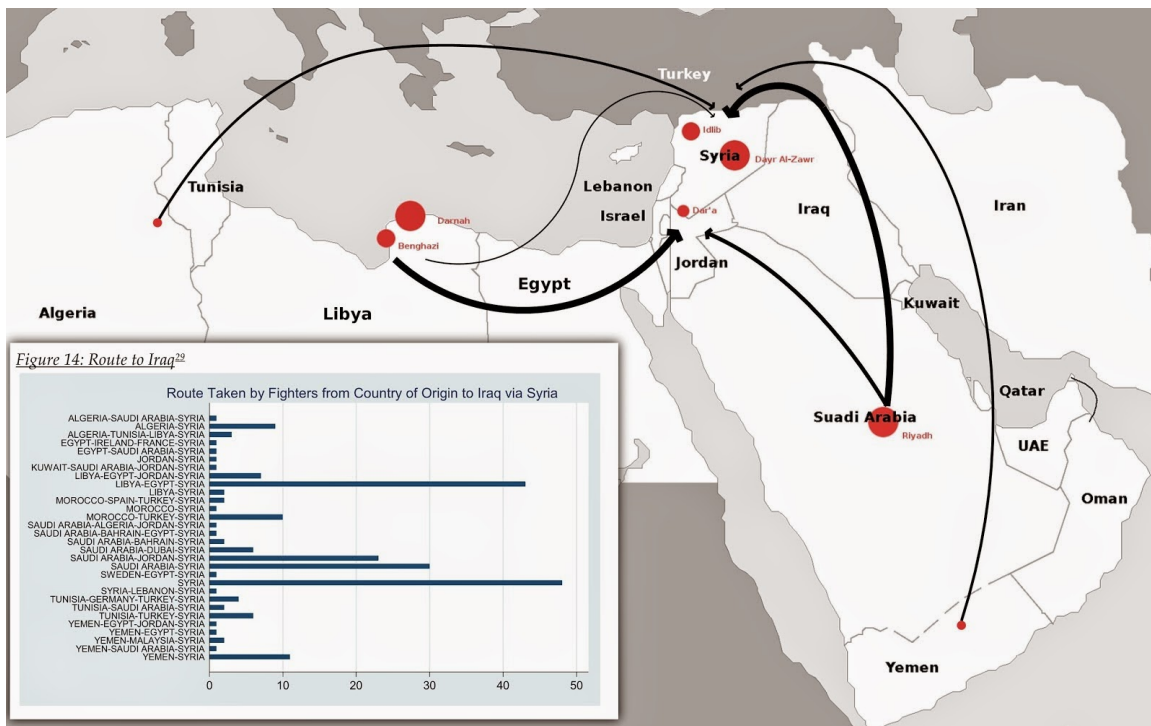 Turkey
Idlib
Syria
Dayr Al-Zawr
Tunisia
Lebanon
Israel
Dar'a
Iraq
Iran
Darnah
Benghazi
Jordan
Egypt
Kuwait
Algeria
Libya
Qatar
Suadi Arabia
Riyadh
UAE
Oman
Yemen
Figure 14: Route to Iraq29
Route Taken by Fighters from Country of Origin to Iraq via Syria
ALGERIA-SAUDI ARABIA-SYRIA
ALGERIA-SYRIA
ALGERIA-TUNISIA-LIBYA-SYRIA
EGYPT-IRELAND-FRANCE-SYRIA
EGYPT-SAUDI ARABIA-SYRIA
JORDAN-SYRIA
KUWAIT-SAUDI ARABIA-JORDAN-SYRIA
LIBYA-EGYPT-JORDAN-SYRIA
LIBYA-EGYPT-SYRIA
LIBYA-SYRIA
MOROCCO-SPAIN-TURKEY-SYRIA
MOROCCO-SYRIA
MOROCCO-TURKEY-SYRIA
SAUDI ARABIA-ALGERIA-JORDAN-SYRIA
SAUDI ARABIA-BAHRAIN-EGYPT-SYRIA
SAUDI ARABIA-BAHRAIN-SYRIA
SAUDI ARABIA-DUBAI-SYRIA
SAUDI ARABIA-JORDAN-SYRIA
SAUDI ARABIA-SYRIA
SWEDEN-EGYPT-SYRIA
SYRIA
SYRIA-LEBANON-SYRIA
TUNISIA-GERMANY-TURKEY-SYRIA
TUNISIA-SAUDI ARABIA-SYRIA
TUNISIA-TURKEY-SYRIA
YEMEN-EGYPT-JORDAN-SYRIA
YEMEN-EGYPT-SYRIA
YEMEN-MALAYSIA-SYRIA
YEMEN-SAUDI ARABIA-SYRIA
YEMEN-SYRIA
0 10 20 30 40 50